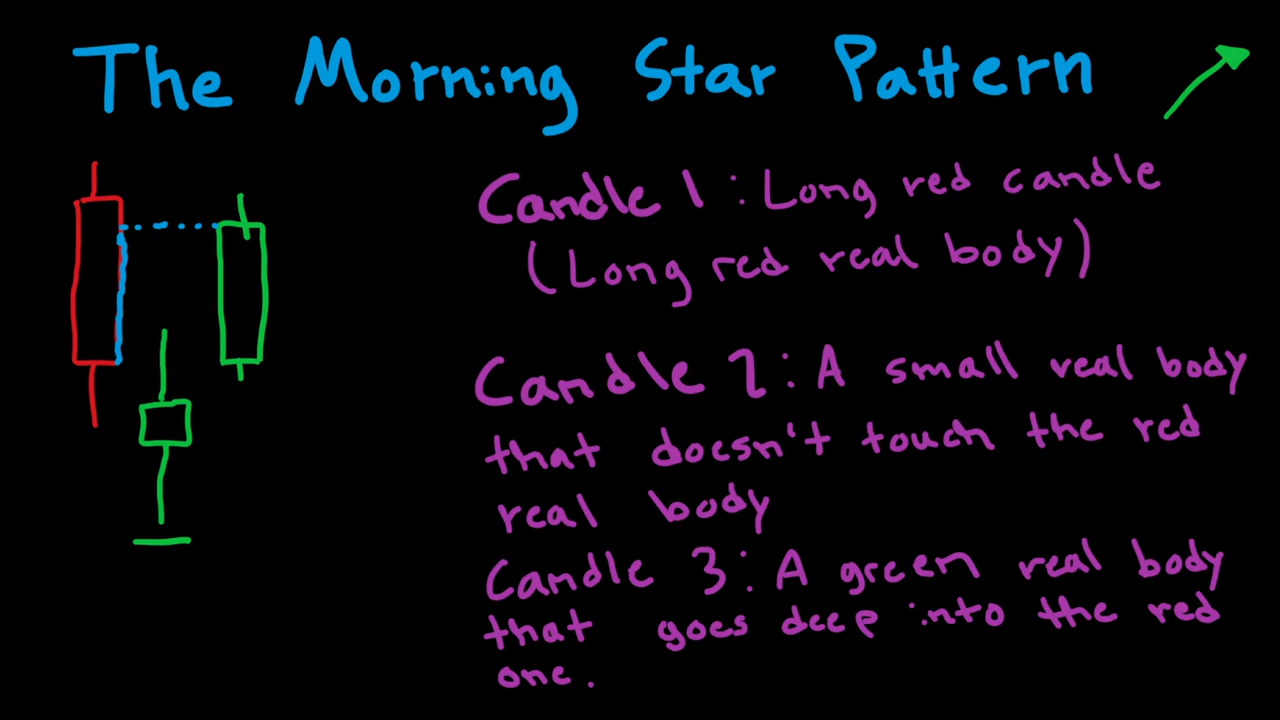 The Morning Star Pattern
Candle 1: Long red candle
(Long red real body)
Candle 2: A small real body
that doesn't touch the red
real body
Candle 3: A green real body
that goes deep into the red
one.